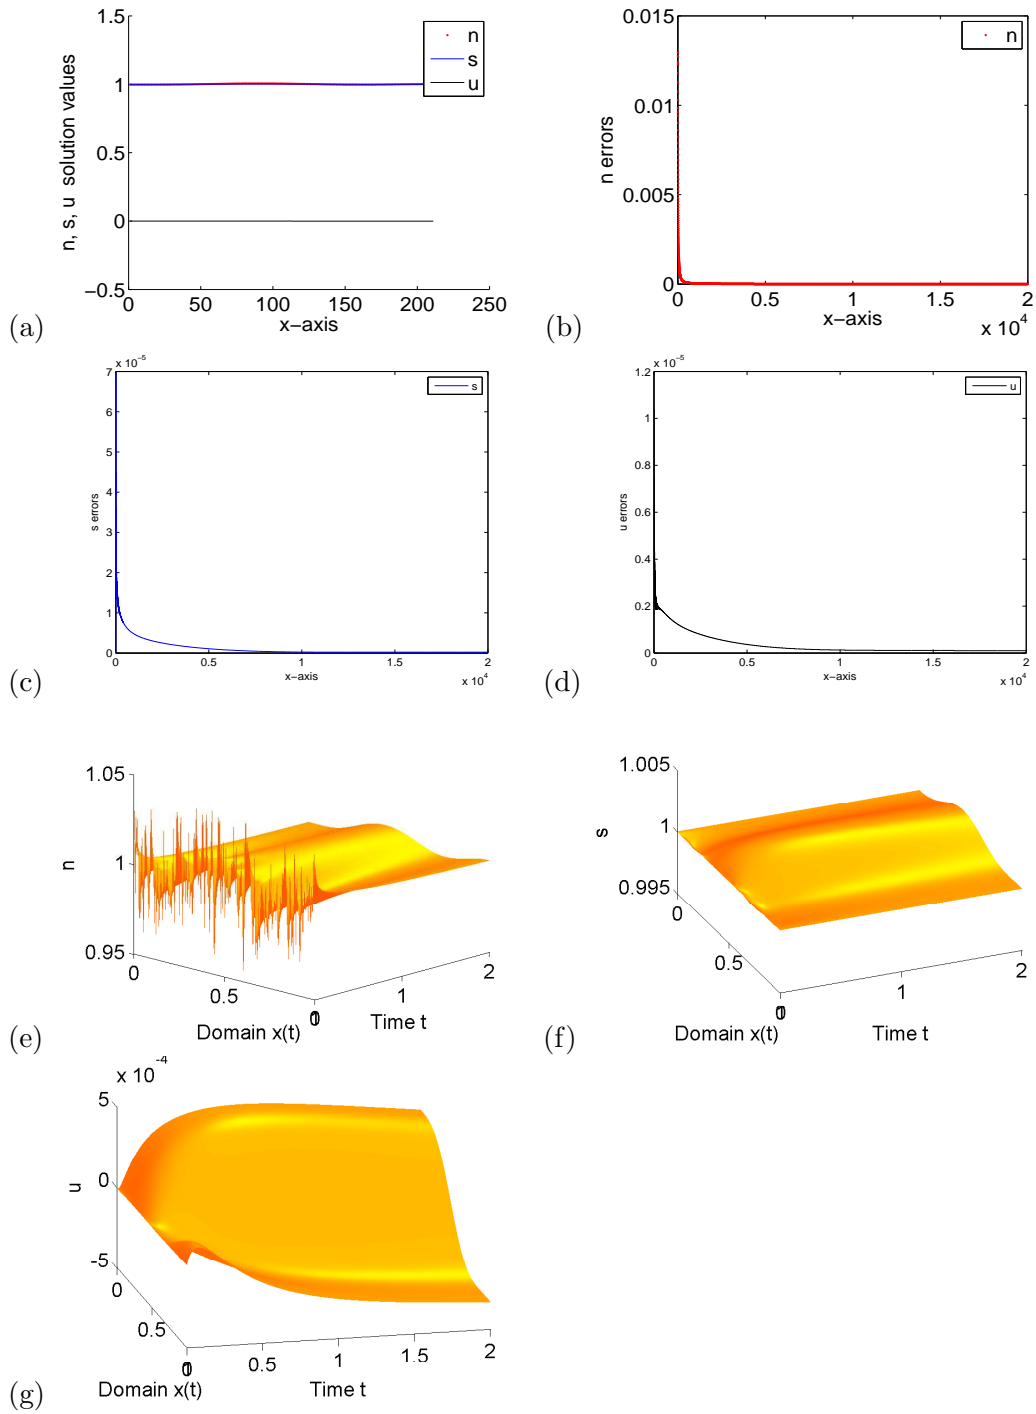 1.5
1
0.5
0
−0.5
n, s, u solution values
n
s
u
0
50
100
150
200
250
x−axis
(a)
0.015
0.01
0.005
0
n errors
n
0
0.5
1
1.5
2
x−axis
x 10^4
(b)
x 10^−5
7
6
5
4
3
2
1
0
s errors
s
0
0.5
1
1.5
2
x−axis
x 10^4
(c)
x 10^−5
1.2
1
0.8
0.6
0.4
0.2
0
u errors
u
0
0.5
1
1.5
2
x−axis
x 10^4
(d)
1.05
1
0.95
n
0
0.5
1
0
1
2
Domain x(t)
Time t
(e)
1.005
1
0.995
s
0
0.5
1
0
1
2
Domain x(t)
Time t
(f)
x 10^-4
5
0
-5
u
0
0.5
1
0
0.5
1
1.5
2
Domain x(t)
Time t
(g)